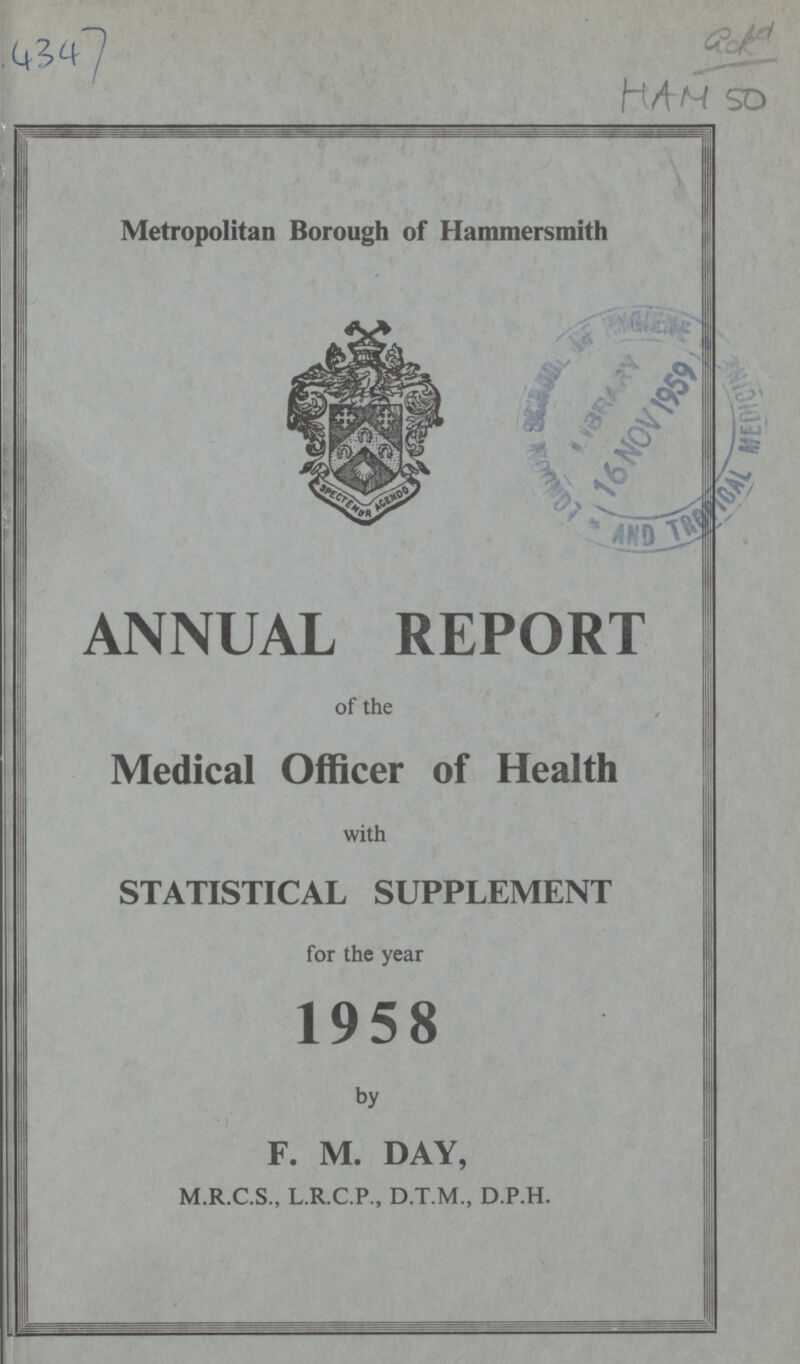 4347
Ackd
HAM 50
Metropolitan Borough of Hammersmith
SPECTEMUR AGENDO
LONDON SCHOOL OF HYGIENE
AND TROPICAL MEDICINE
LIBRARY
16 NOV 1959
ANNUAL REPORT
of the
Medical Officer of Health
with
STATISTICAL SUPPLEMENT
for the year
1958
by
F. M. DAY,
M.R.C.S., L.R.C.P., D.T.M., D.P.H.